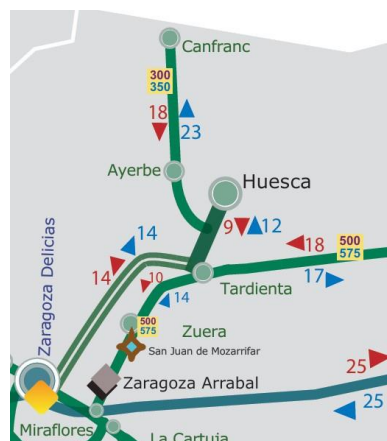 Canfranc
300
350
18
23
Ayerbe
Huesca
9
12
14
18
500
575
14
10
17
Tardienta
14
Zaragoza Delicias
500
575
Zuera
San Juan de Mozarrifar
25
Zaragoza Arrabal
25
Miraflores
La Cartuja